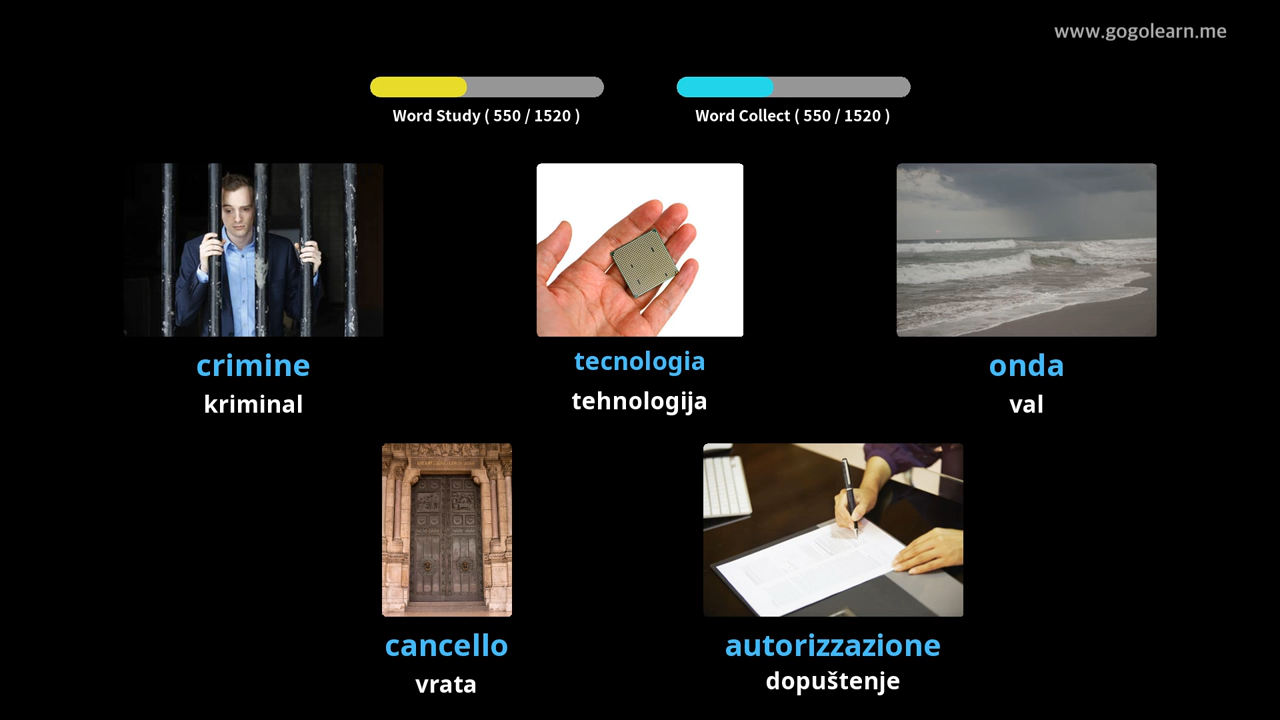 www.gogolearn.me
Word Study ( 550 / 1520 )
Word Collect ( 550 / 1520 )
crimine
kriminal
tecnologia
tehnologija
onda
val
cancello
vrata
autorizzazione
dopuštenje